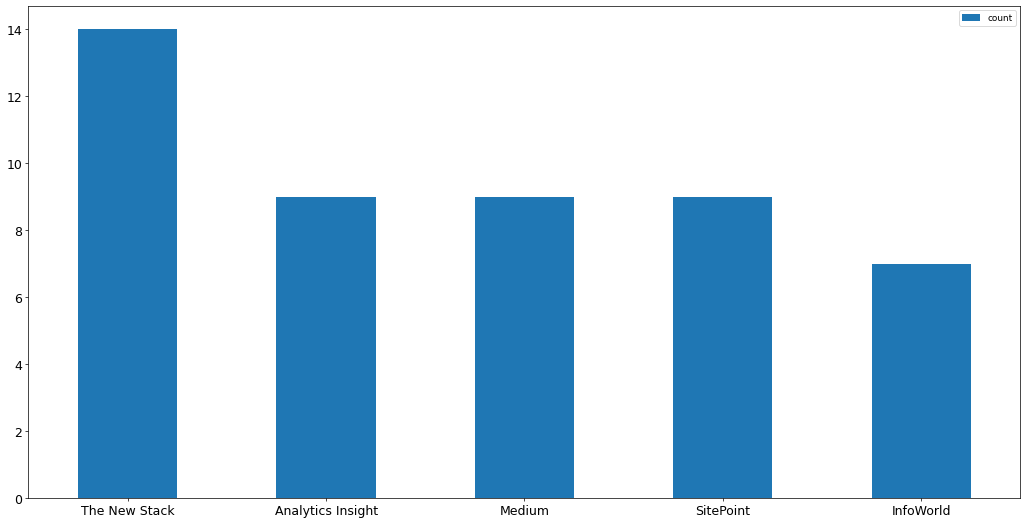 count
14
12
10
8
6
4
2
0
The New Stack
Analytics Insight
Medium
SitePoint
InfoWorld